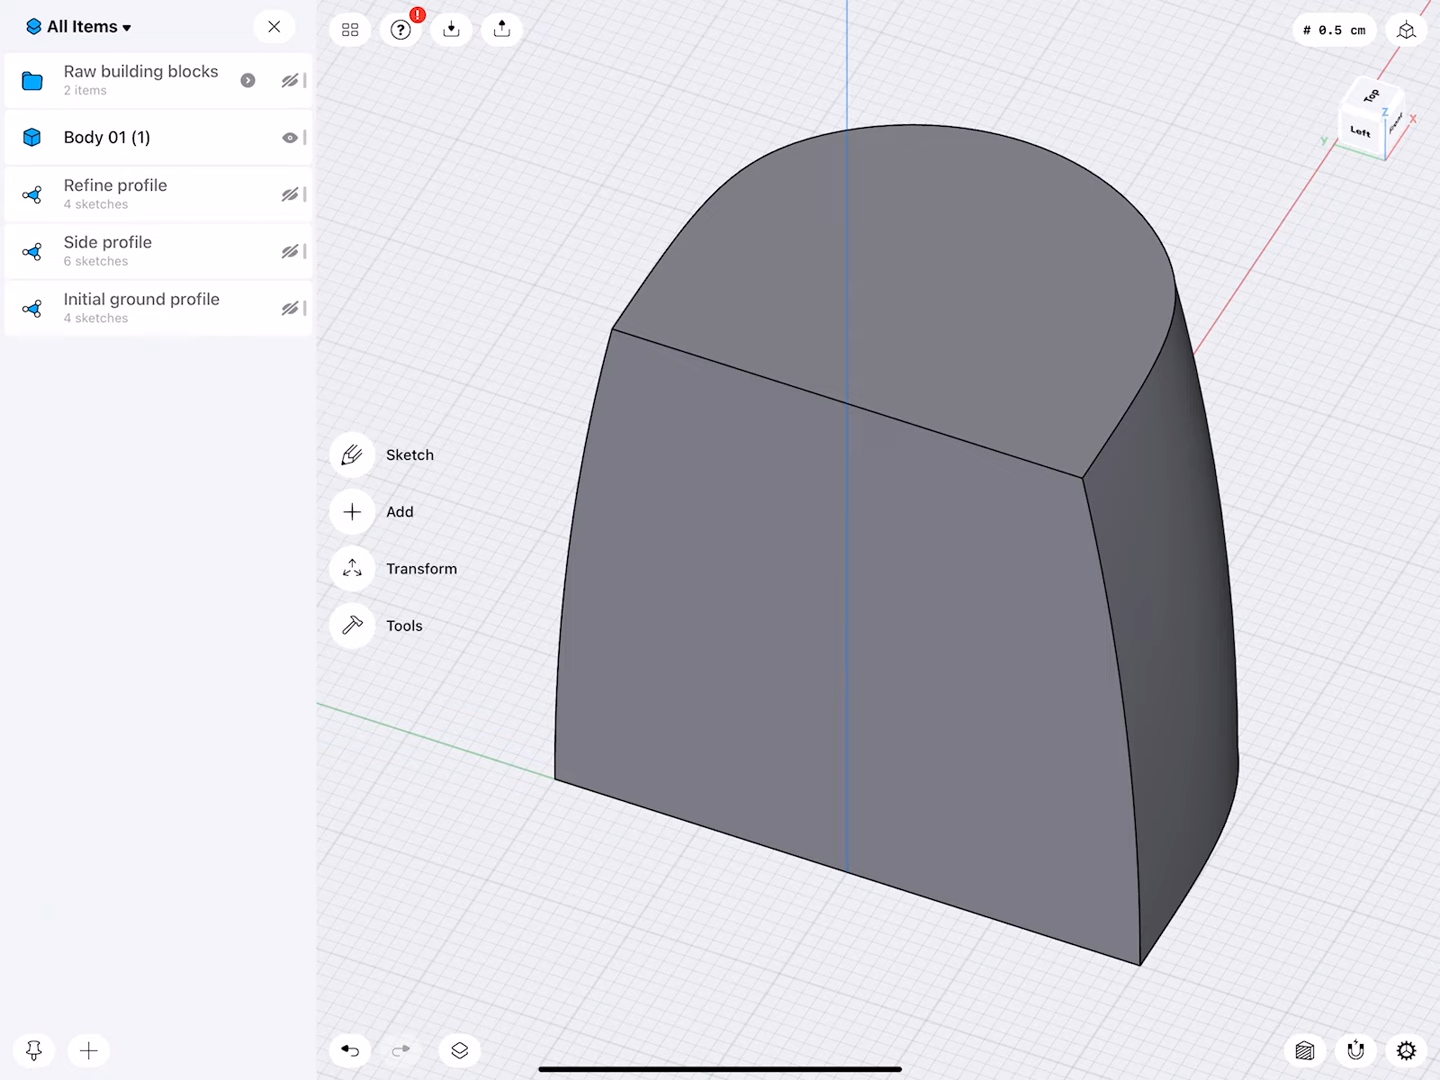 All Items
Raw building blocks
2 items
Body 01 (1)
Refine profile
4 sketches
Side profile
6 sketches
Initial ground profile
4 sketches
Sketch
Add
Transform
Tools
# 0.5 cm
Top
Left
Z
X
Y